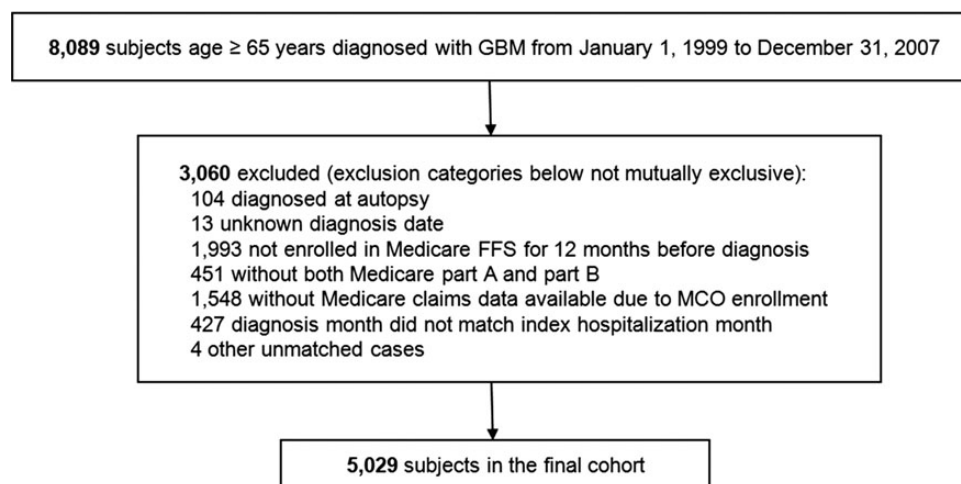 8,089 subjects age ≥ 65 years diagnosed with GBM from January 1, 1999 to December 31, 2007
3,060 excluded (exclusion categories below not mutually exclusive):
104 diagnosed at autopsy
13 unknown diagnosis date
1,993 not enrolled in Medicare FFS for 12 months before diagnosis
451 without both Medicare part A and part B
1,548 without Medicare claims data available due to MCO enrollment
427 diagnosis month did not match index hospitalization month
4 other unmatched cases
5,029 subjects in the final cohort